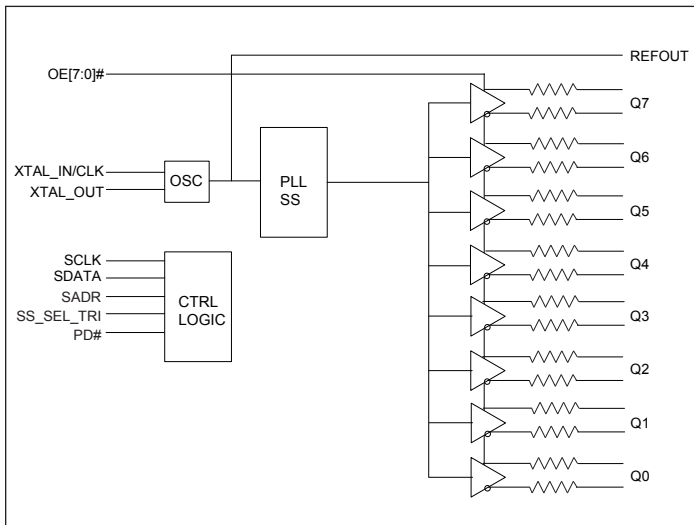 REFOUT
OE[7:0]#
Q7
Q6
XTAL_IN/CLK
OSC
PLL
SS
XTAL_OUT
Q5
SCLK
SDATA
SADR
SS_SEL_TRI
PD#
CTRL
LOGIC
Q4
Q3
Q2
Q1
Q0